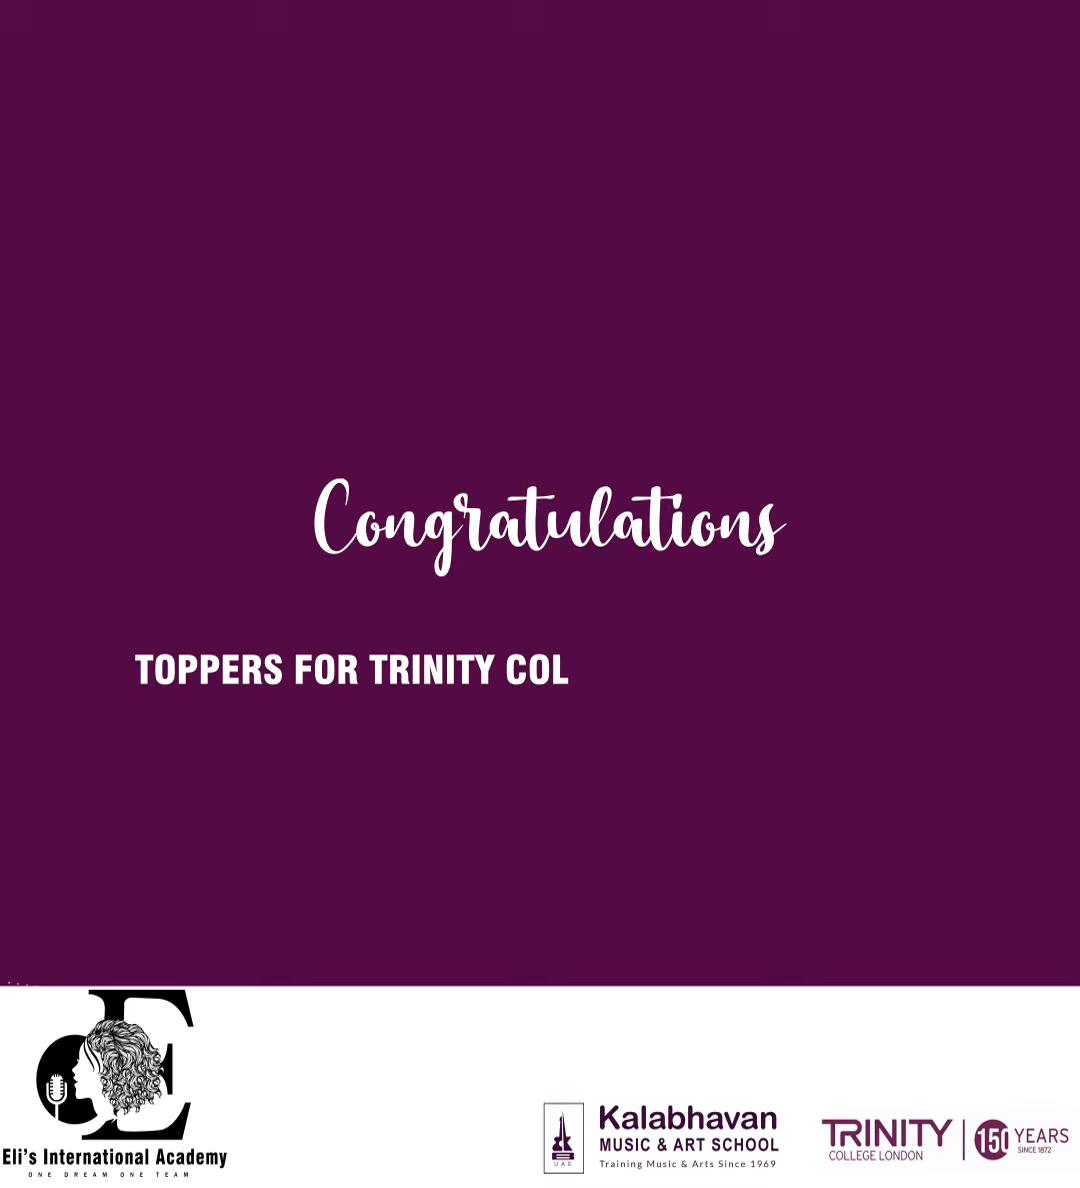 Congratulations
TOPPERS FOR TRINITY COL
E
Eli's International Academy
ONE DREAM ONE TEAM
UAE
Kalabhavan
MUSIC & ART SCHOOL
Training Music & Arts Since 1969
TRINITY
COLLEGE LONDON
150 YEARS
SINCE 1872